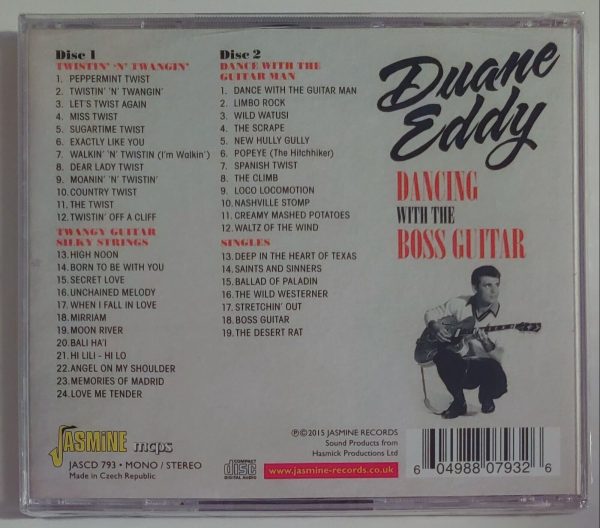 Disc 1
TWISTIN' 'N' TWANGIN'
1. PEPPERMINT TWIST
2. TWISTIN' 'N' TWANGIN'
3. LET'S TWIST AGAIN
4. MISS TWIST
5. SUGARTIME TWIST
6. EXACTLY LIKE YOU
7. WALKIN' 'N' TWISTIN (I'm Walkin')
8. DEAR LADY TWIST
9. MOANIN' 'N' TWISTIN'
10. COUNTRY TWIST
11. THE TWIST
12. TWISTIN' OFF A CLIFF
TWANGY GUITAR
SILKY STRINGS
13. HIGH NOON
14. BORN TO BE WITH YOU
15. SECRET LOVE
16. UNCHAINED MELODY
17. WHEN I FALL IN LOVE
18. MIRRIAM
19. MOON RIVER
20. BALI HA'I
21. HI LILI - HI LO
22. ANGEL ON MY SHOULDER
23. MEMORIES OF MADRID
24. LOVE ME TENDER
Disc 2
DANCE WITH THE
GUITAR MAN
1. DANCE WITH THE GUITAR MAN
2. LIMBO ROCK
3. WILD WATUSI
4. THE SCRAPE
5. NEW HULLY GULLY
6. POPEYE (The Hitchhiker)
7. SPANISH TWIST
8. THE CLIMB
9. LOCO LOCOMOTION
10. NASHVILLE STOMP
11. CREAMY MASHED POTATOES
12. WALTZ OF THE WIND
SINGLES
13. DEEP IN THE HEART OF TEXAS
14. SAINTS AND SINNERS
15. BALLAD OF PALADIN
16. THE WILD WESTERNER
17. STRETCHIN' OUT
18. BOSS GUITAR
19. THE DESERT RAT
Duane
Eddy
DANCING
WITH THE
BOSS GUITAR
JASMINE mcps
JASCD 793 • MONO / STEREO
Made in Czech Republic
COMPACT
disc
DIGITAL AUDIO
℗©2015 JASMINE RECORDS
Sound Products from
Hasmick Productions Ltd
www.jasmine-records.co.uk
6 04988 07932 6